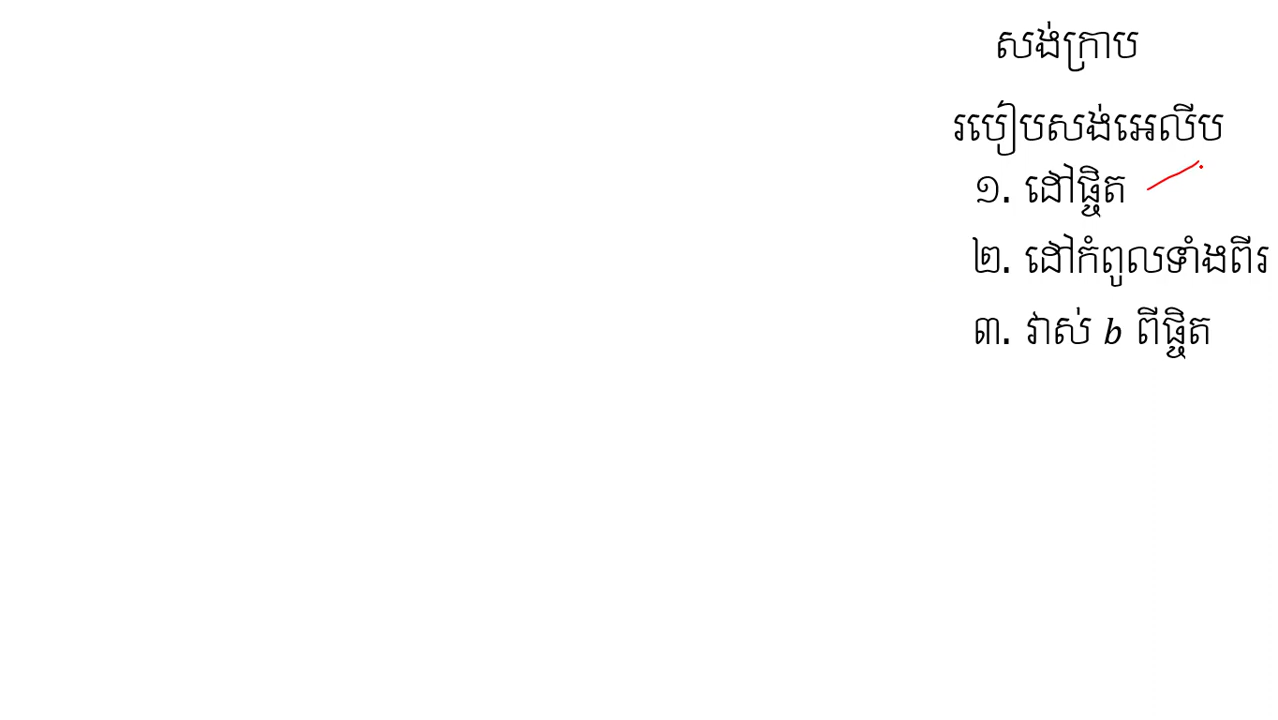 សង់ក្រាប
របៀបសង់អេលីប
១. ដៅផ្ចិត
២. ដៅកំពូលទាំងពីរ
៣. វាស់ b ពីផ្ចិត